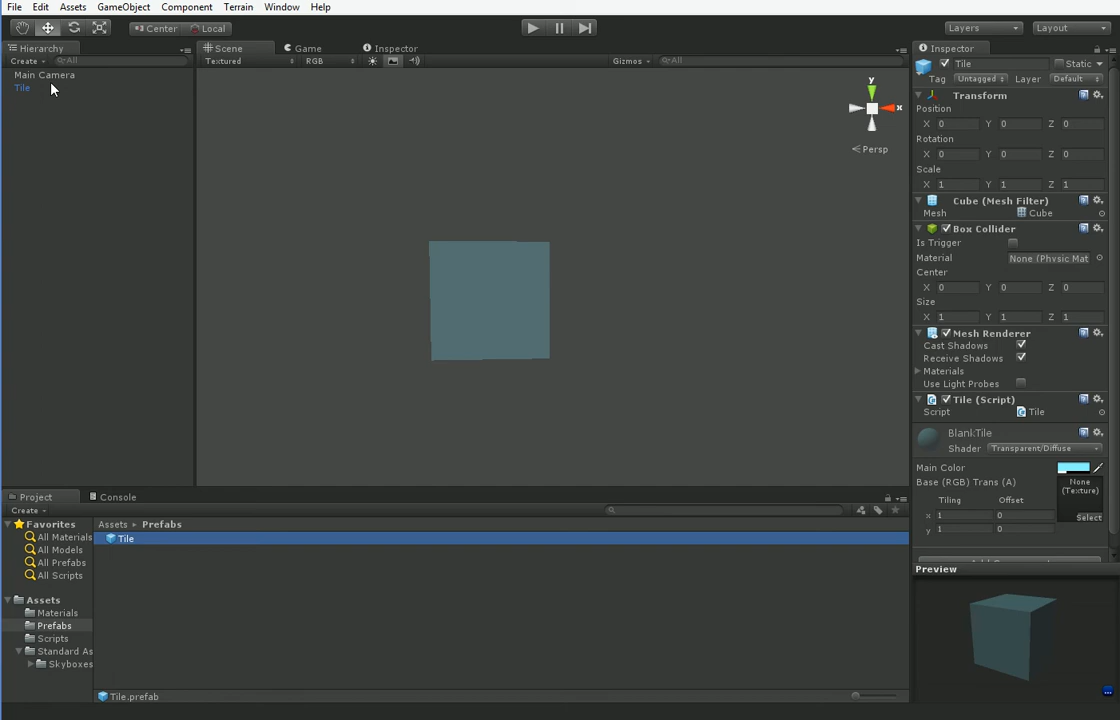 File Edit Assets GameObject Component Terrain Window Help
Center Local Layers Layout
Hierarchy Scene Game Inspector Inspector
Create All Textured RGB Gizmos All
Main Camera
Tile
y
x
Persp
Tile Static
Tag Untagged Layer Default
Transform
Position
X 0 Y 0 Z 0
Rotation
X 0 Y 0 Z 0
Scale
X 1 Y 1 Z 1
Cube (Mesh Filter)
Mesh Cube
Box Collider
Is Trigger
Material None (Physic Mat
Center
X 0 Y 0 Z 0
Size
X 1 Y 1 Z 1
Mesh Renderer
Cast Shadows
Receive Shadows
Materials
Use Light Probes
Tile (Script)
Script Tile
Blank:Tile
Shader Transparent/Diffuse
Main Color
Base (RGB) Trans (A)
None
(Texture)
Tiling Offset
x 1 0
y 1 0
Select
Preview
Project Console
Create
Favorites
All Materials
All Models
All Prefabs
All Scripts
Assets
Materials
Prefabs
Scripts
Standard As
Skyboxes
Assets Prefabs
Tile
Tile.prefab